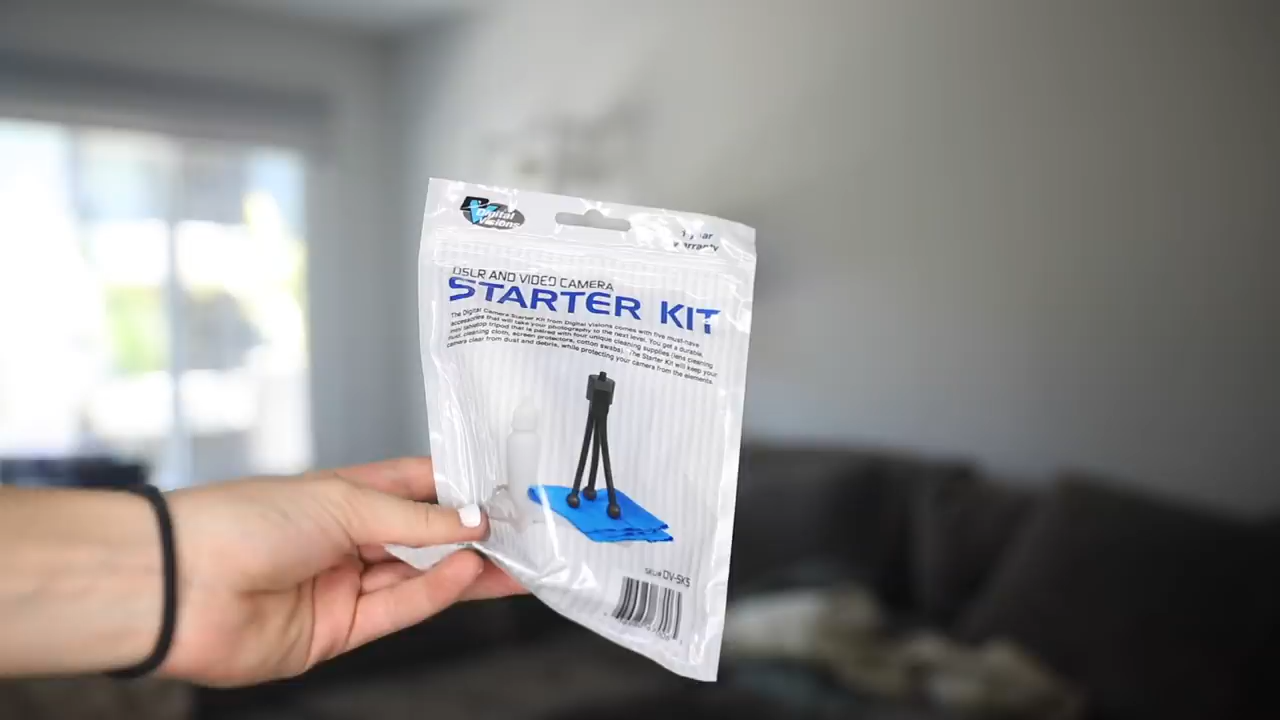 DV
Digital
Visions
1 Year
Warranty
DSLR AND VIDEO CAMERA
STARTER KIT
The Digital Camera Starter Kit from Digital Visions comes with five must-have
accessories that will take your photography to the next level. You get a durable,
mini tabletop tripod that is paired with four unique cleaning supplies (lens cleaning
fluid, cleaning cloth, screen protectors, cotton swabs). The Starter Kit will keep your
camera clear from dust and debris, while protecting your camera from the elements.
SKU# DV-SK5